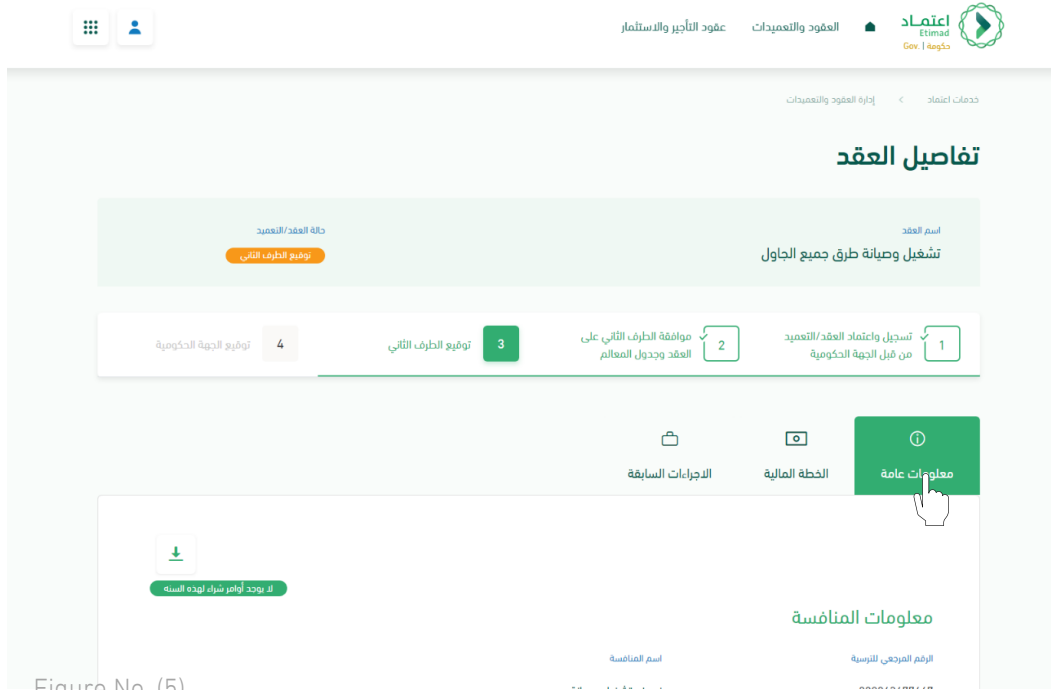 اعتماد
Etimad
حكومة | Gov.
العقود والتعميدات
عقود التأجير والاستثمار
خدمات اعتماد > إدارة العقود والتعميدات
تفاصيل العقد
اسم العقد
تشغيل وصيانة طرق جميع الجاول
حالة العقد/التعميد
توقيع الطرف الثاني
1
تسجيل واعتماد العقد/التعميد
من قبل الجهة الحكومية
2
موافقة الطرف الثاني على
العقد وجدول المعالم
3
توقيع الطرف الثاني
4
توقيع الجهة الحكومية
معلومات عامة
الخطة المالية
الاجراءات السابقة
لا يوجد أوامر شراء لهذه السنه
معلومات المنافسة
الرقم المرجعي للترسية
اسم المنافسة
Figure No. (5)